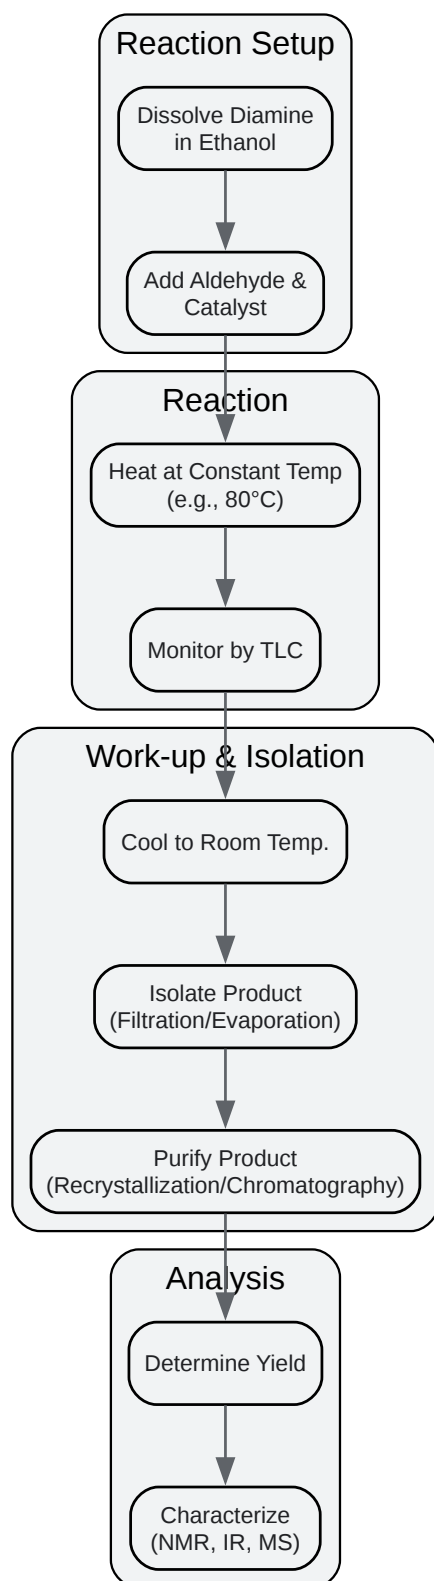 Reaction Setup
Dissolve Diamine
in Ethanol
Add Aldehyde &
Catalyst
Reaction
Heat at Constant Temp
(e.g., 80°C)
Monitor by TLC
Work-up & Isolation
Cool to Room Temp.
Isolate Product
(Filtration/Evaporation)
Purify Product
(Recrystallization/Chromatography)
Analysis
Determine Yield
Characterize
(NMR, IR, MS)